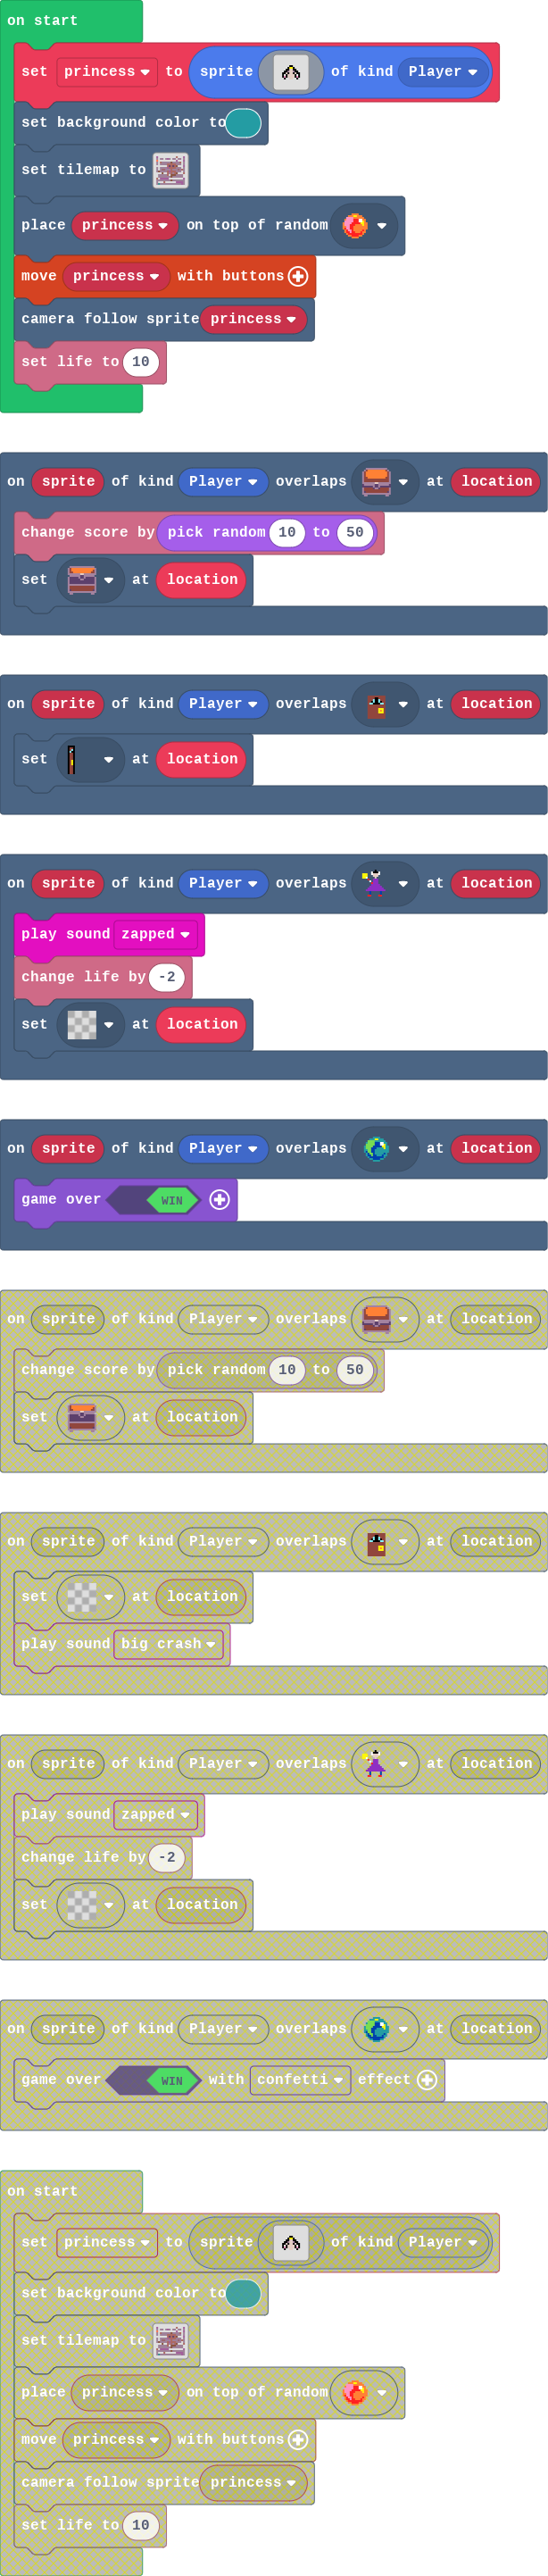 on start
set princess to sprite of kind Player
set background color to
set tilemap to
place princess on top of random
move princess with buttons
camera follow sprite princess
set life to 10
on sprite of kind Player overlaps at location
change score by pick random 10 to 50
set at location
on sprite of kind Player overlaps at location
set at location
on sprite of kind Player overlaps at location
play sound zapped
change life by -2
set at location
on sprite of kind Player overlaps at location
game over WIN
on sprite of kind Player overlaps at location
change score by pick random 10 to 50
set at location
on sprite of kind Player overlaps at location
set at location
play sound big crash
on sprite of kind Player overlaps at location
play sound zapped
change life by -2
set at location
on sprite of kind Player overlaps at location
game over WIN with confetti effect
on start
set princess to sprite of kind Player
set background color to
set tilemap to
place princess on top of random
move princess with buttons
camera follow sprite princess
set life to 10